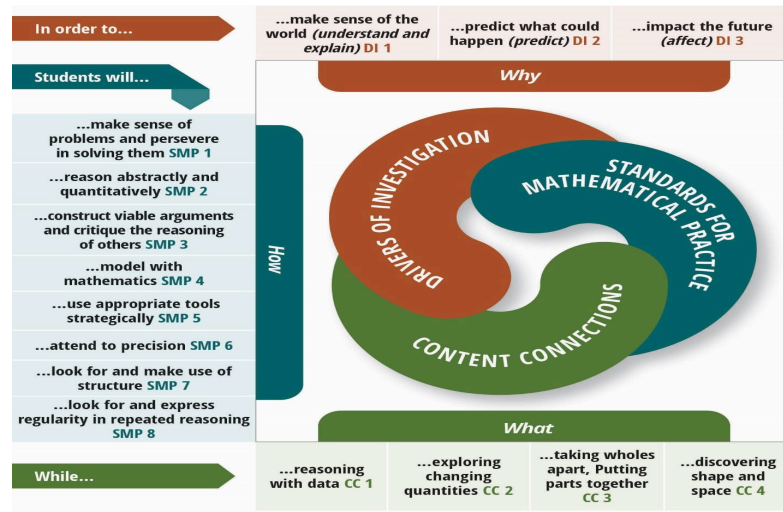 In order to...
...make sense of the
world (understand and
explain) DI 1
...predict what could
happen (predict) DI 2
...impact the future
(affect) DI 3
Students will...
Why
...make sense of
problems and persevere
in solving them SMP 1
...reason abstractly and
quantitatively SMP 2
...construct viable arguments
and critique the reasoning
of others SMP 3
...model with
mathematics SMP 4
...use appropriate tools
strategically SMP 5
...attend to precision SMP 6
...look for and make use of
structure SMP 7
...look for and express
regularity in repeated reasoning
SMP 8
How
DRIVERS OF INVESTIGATION
STANDARDS FOR
MATHEMATICAL PRACTICE
CONTENT CONNECTIONS
What
While...
...reasoning
with data CC 1
...exploring
changing
quantities CC 2
...taking wholes
apart, Putting
parts together
CC 3
...discovering
shape and
space CC 4